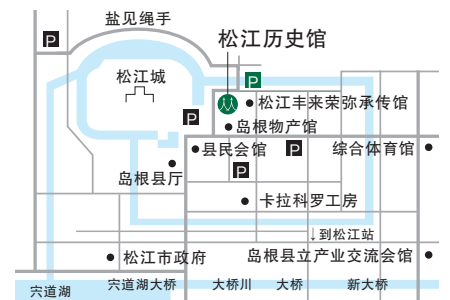 盐见绳手
P
松江历史馆
松江城
P
松江丰来荣弥承传馆
P
岛根物产馆
县民会馆
P
综合体育馆
P
岛根县厅
卡拉科罗工房
↓到松江站
松江市政府
岛根县立产业交流会馆
宍道湖
宍道湖大桥
大桥川
大桥
新大桥